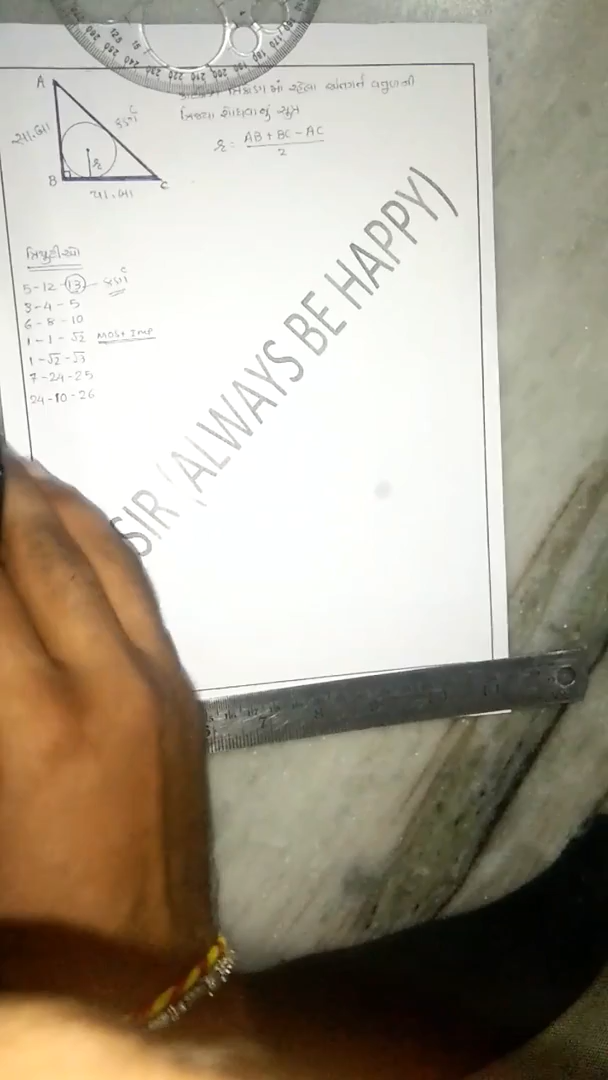 ત્રિકોણમાં રહેલા અંતર્ગત વર્તુળની
ત્રિજ્યા શોધવાનું સૂત્ર
r = AB + BC - AC
2
A
સા.બા
કર્ણ
r
B
C
પા.બા
ત્રિપુટીઓ
5 - 12 - 13 - કર્ણ
3 - 4 - 5
6 - 8 - 10
1 - 1 - √2 MOST IMP
1 - √2 - √3
7 - 24 - 25
24 - 10 - 26
SIR (ALWAYS BE HAPPY)